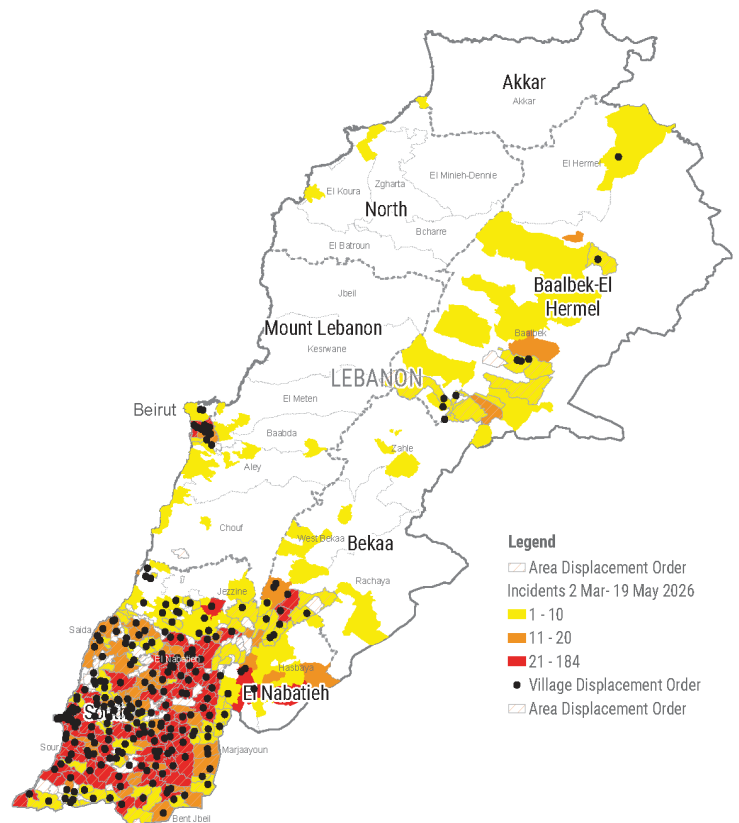 Akkar
Akkar
El Hermel
El Minieh-Dennie
Zgharta
El Koura
North
Bcharre
El Batroun
Baalbek-El
Hermel
Jbeil
Mount Lebanon
Baalbek
Kesrwane
LEBANON
El Meten
Beirut
Baabda
Zahle
Aley
Chouf
West Bekaa
Bekaa
Rachaya
Jezzine
Saida
El Nabatieh
Hasbaya
El Nabatieh
South
Sour
Marjaayoun
Bent Jbeil
Legend
Area Displacement Order
Incidents 2 Mar- 19 May 2026
1 - 10
11 - 20
21 - 184
Village Displacement Order
Area Displacement Order